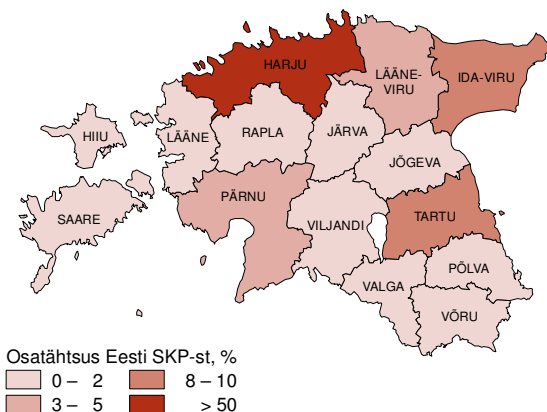 HARJU
LÄÄNE-
VIRU
IDA-VIRU
HIIU
LÄÄNE
RAPLA
JÄRVA
JÕGEVA
SAARE
PÄRNU
VILJANDI
TARTU
VALGA
PÕLVA
VÕRU
Osatähtsus Eesti SKP-st, %
0 – 2
8 – 10
3 – 5
> 50